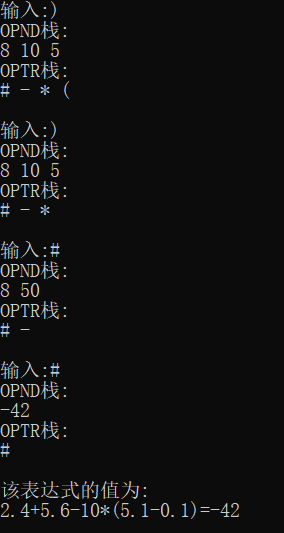 输入:)
OPND栈:
8 10 5
OPTR栈:
# - * (
输入:)
OPND栈:
8 10 5
OPTR栈:
# - *
输入:#
OPND栈:
8 50
OPTR栈:
# -
输入:#
OPND栈:
-42
OPTR栈:
#
该表达式的值为:
2.4+5.6-10*(5.1-0.1)=-42